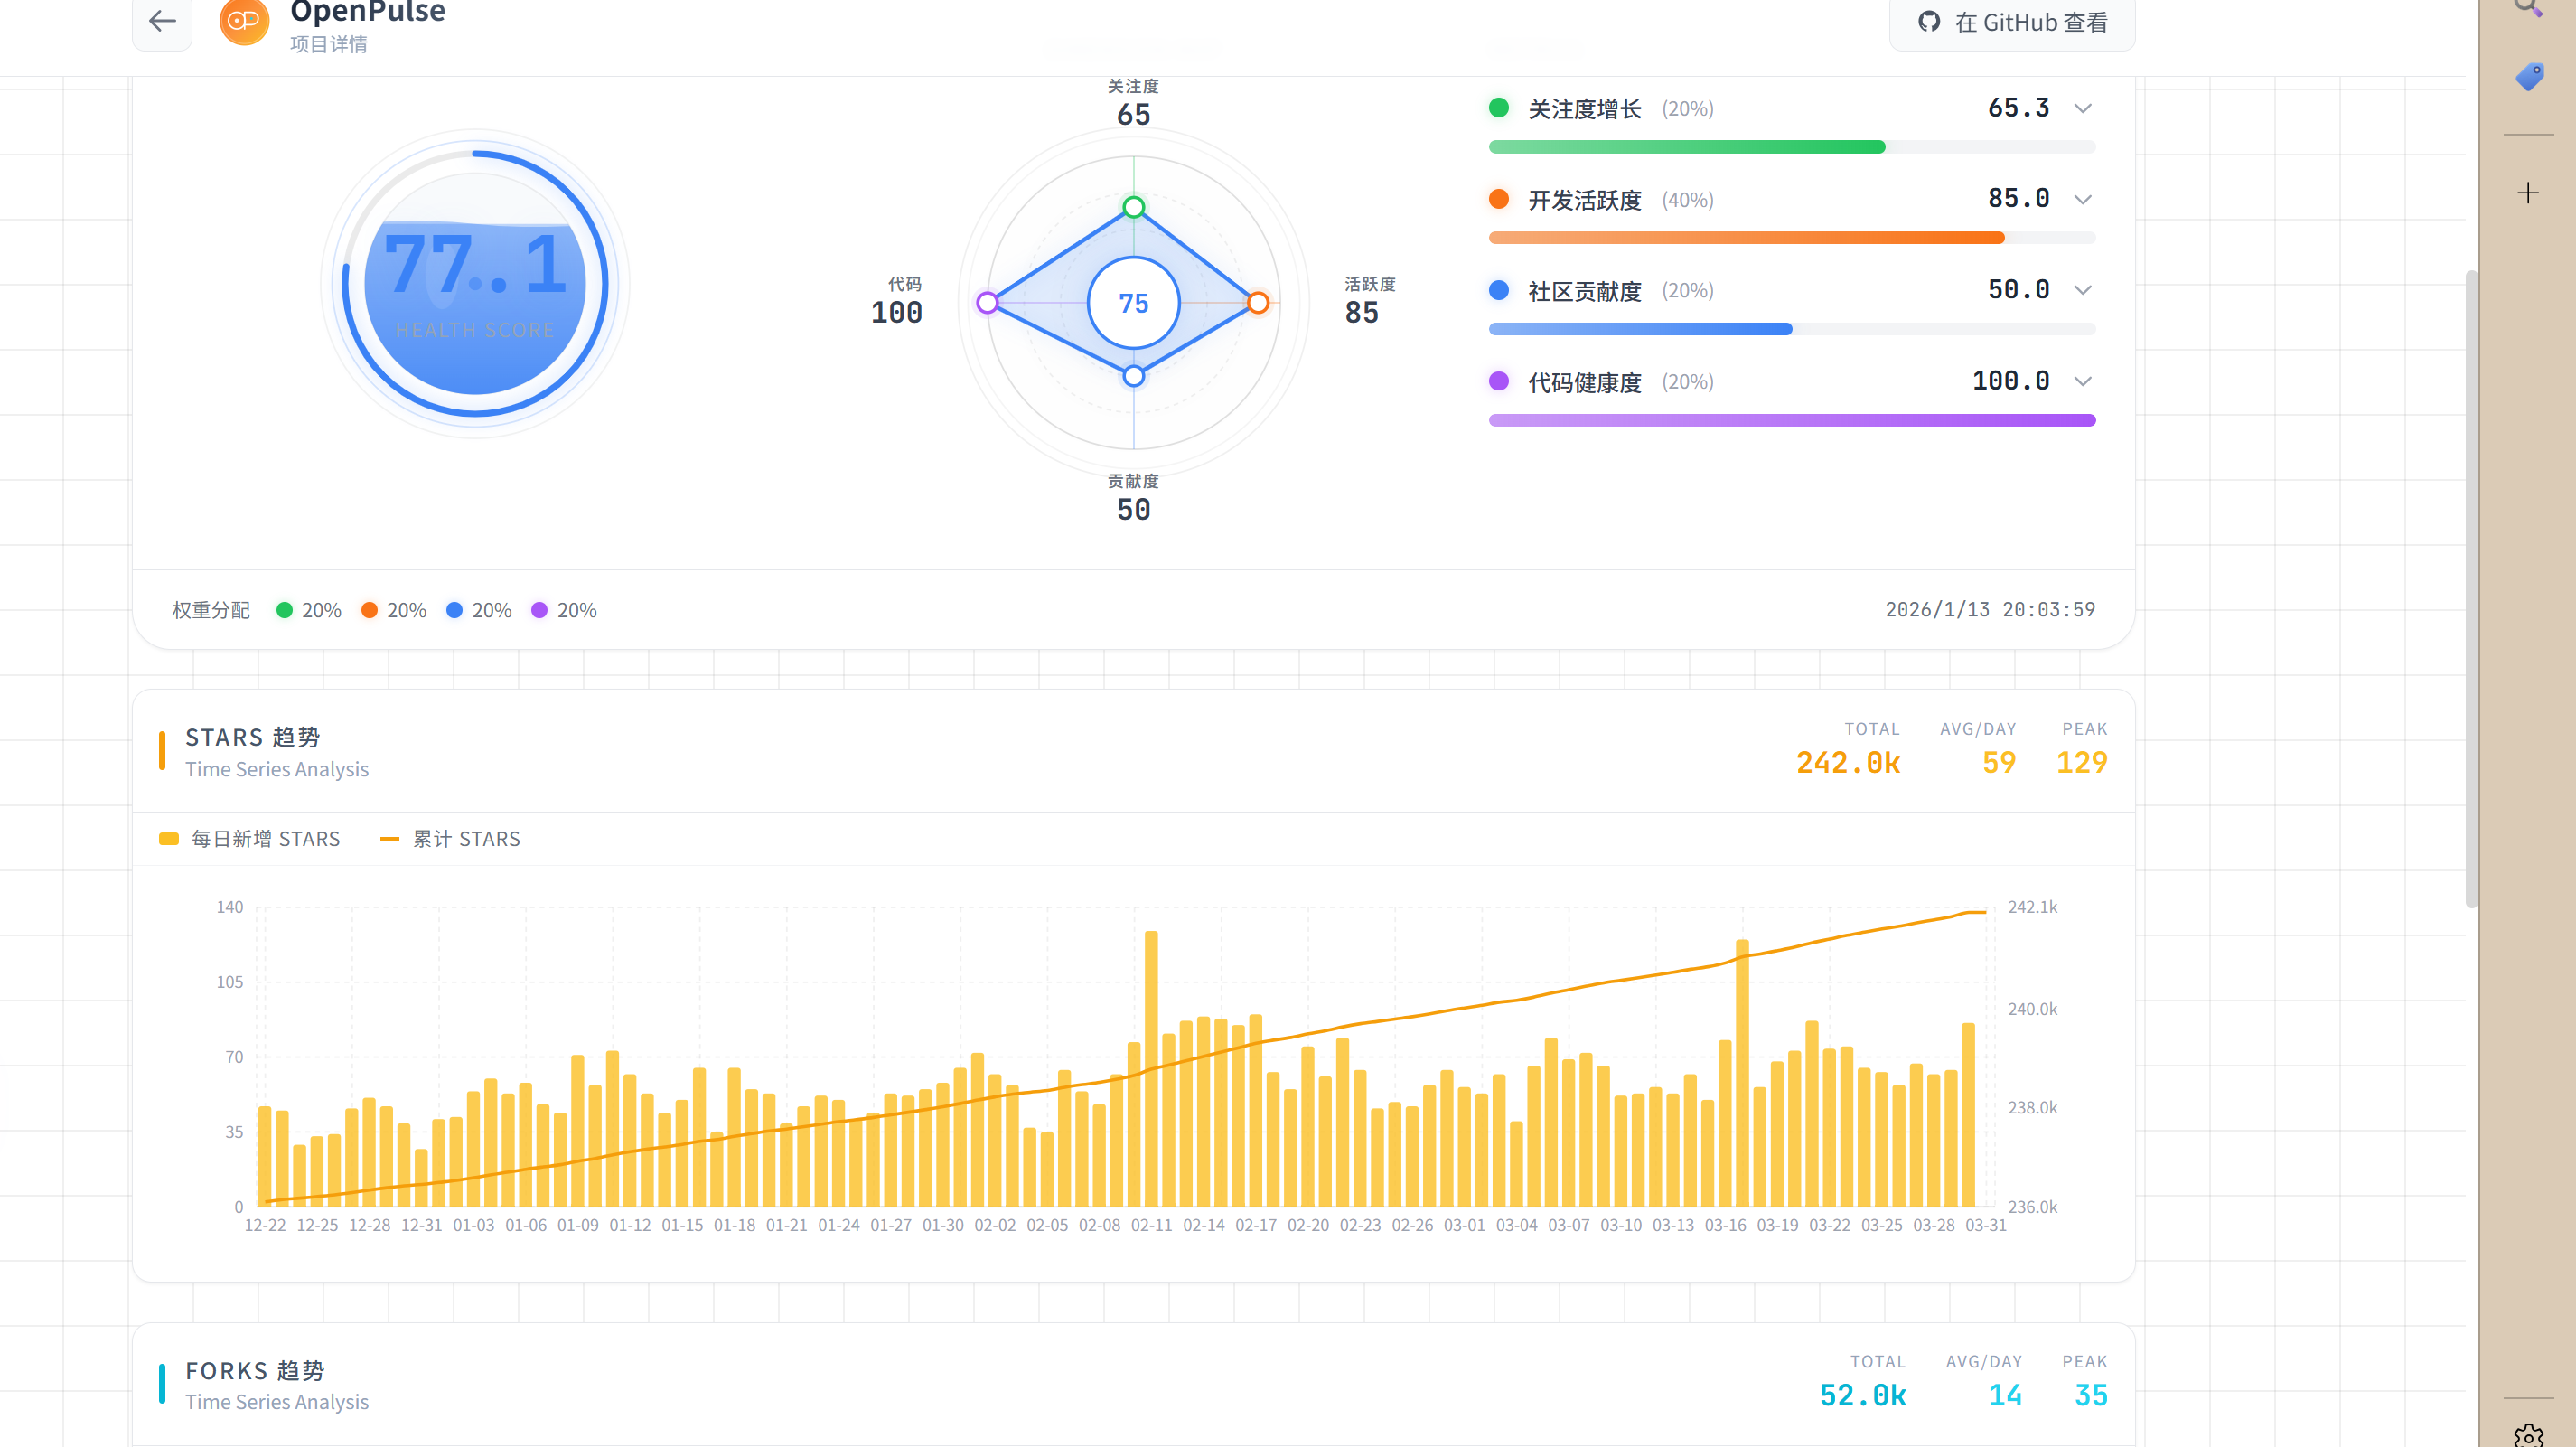 OpenPulse
项目详情
在 GitHub 查看
77.1
HEALTH SCORE
关注度
65
代码
100
75
活跃度
85
贡献度
50
关注度增长 (20%) 65.3
开发活跃度 (40%) 85.0
社区贡献度 (20%) 50.0
代码健康度 (20%) 100.0
权重分配 20% 20% 20% 20%
2026/1/13 20:03:59
STARS 趋势
Time Series Analysis
TOTAL AVG/DAY PEAK
242.0k 59 129
每日新增 STARS 累计 STARS
140
105
70
35
0
242.1k
240.0k
238.0k
236.0k
12-22 12-25 12-28 12-31 01-03 01-06 01-09 01-12 01-15 01-18 01-21 01-24 01-27 01-30 02-02 02-05 02-08 02-11 02-14 02-17 02-20 02-23 02-26 03-01 03-04 03-07 03-10 03-13 03-16 03-19 03-22 03-25 03-28 03-31
FORKS 趋势
Time Series Analysis
TOTAL AVG/DAY PEAK
52.0k 14 35